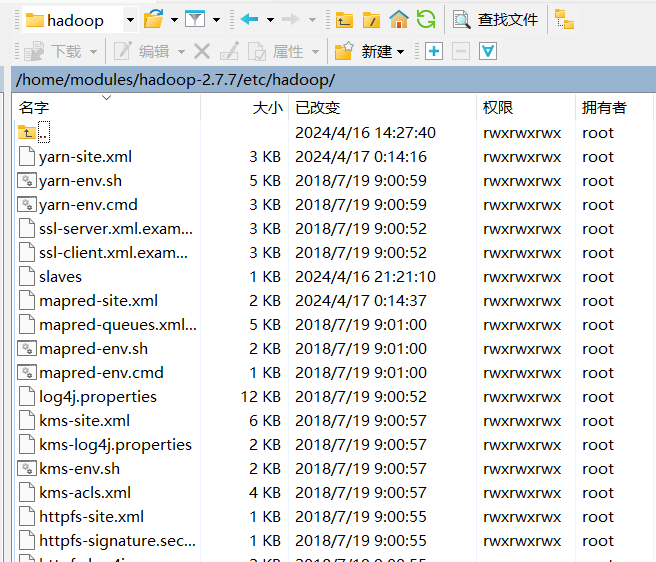 hadoop 查找文件
下载 编辑 属性 新建
/home/modules/hadoop-2.7.7/etc/hadoop/
名字 大小 已改变 权限 拥有者
.. 2024/4/16 14:27:40 rwxrwxrwx root
yarn-site.xml 3 KB 2024/4/17 0:14:16 rwxrwxrwx root
yarn-env.sh 5 KB 2018/7/19 9:00:59 rwxrwxrwx root
yarn-env.cmd 3 KB 2018/7/19 9:00:59 rwxrwxrwx root
ssl-server.xml.exam... 3 KB 2018/7/19 9:00:52 rwxrwxrwx root
ssl-client.xml.exam... 3 KB 2018/7/19 9:00:52 rwxrwxrwx root
slaves 1 KB 2024/4/16 21:21:10 rwxrwxrwx root
mapred-site.xml 2 KB 2024/4/17 0:14:37 rwxrwxrwx root
mapred-queues.xml... 5 KB 2018/7/19 9:01:00 rwxrwxrwx root
mapred-env.sh 2 KB 2018/7/19 9:01:00 rwxrwxrwx root
mapred-env.cmd 1 KB 2018/7/19 9:01:00 rwxrwxrwx root
log4j.properties 12 KB 2018/7/19 9:00:52 rwxrwxrwx root
kms-site.xml 6 KB 2018/7/19 9:00:57 rwxrwxrwx root
kms-log4j.properties 2 KB 2018/7/19 9:00:57 rwxrwxrwx root
kms-env.sh 2 KB 2018/7/19 9:00:57 rwxrwxrwx root
kms-acls.xml 4 KB 2018/7/19 9:00:57 rwxrwxrwx root
httpfs-site.xml 1 KB 2018/7/19 9:00:55 rwxrwxrwx root
httpfs-signature.sec... 1 KB 2018/7/19 9:00:55 rwxrwxrwx root